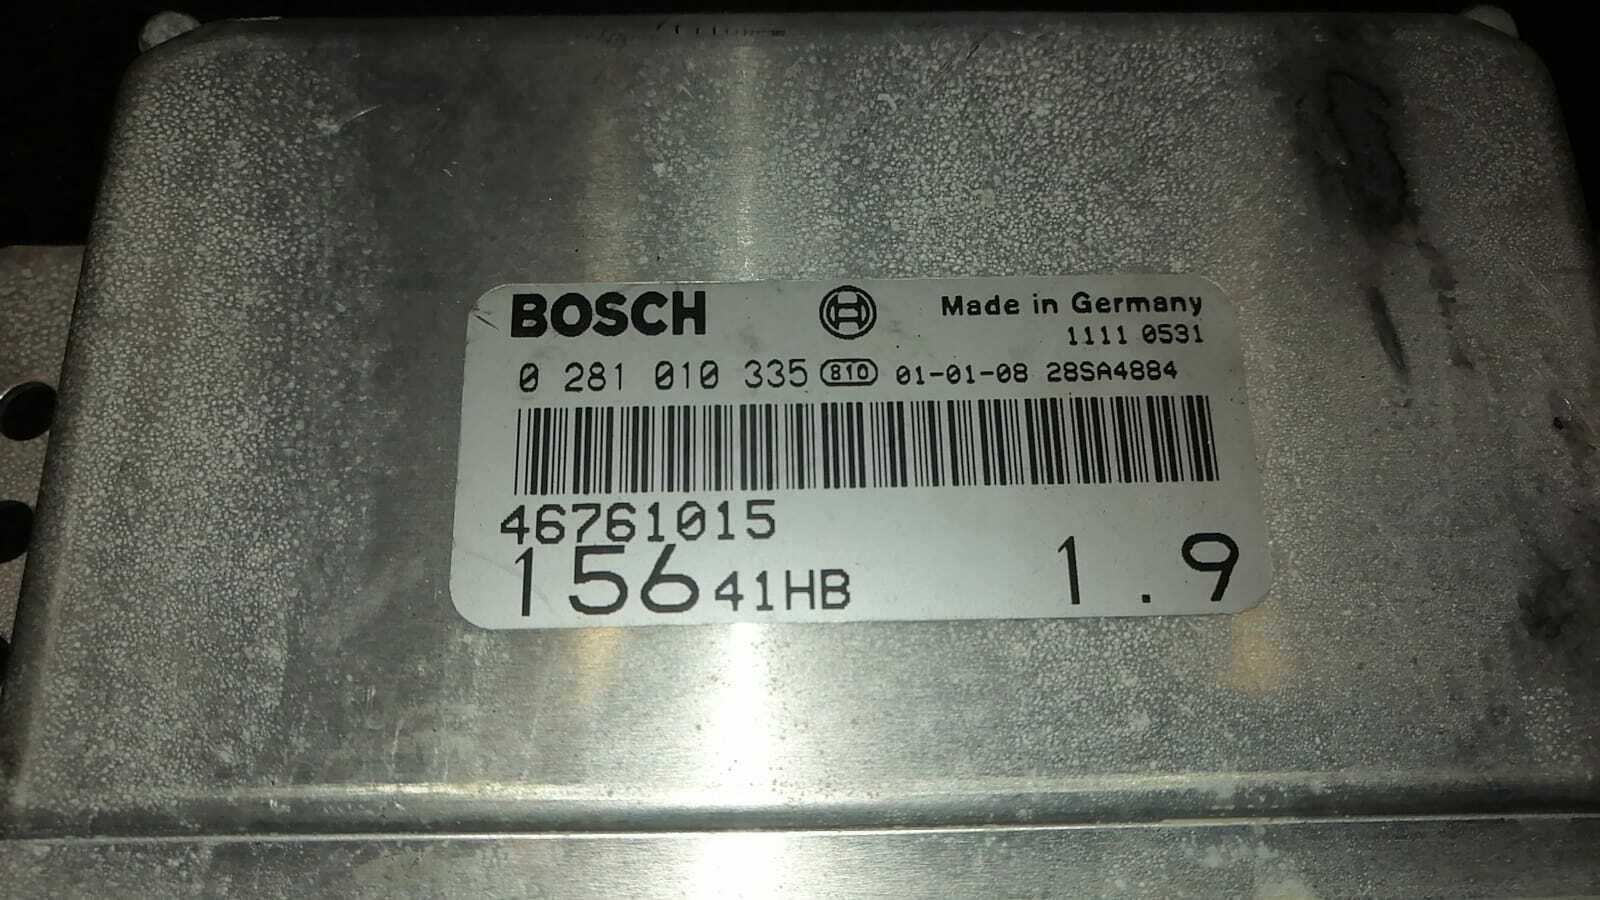 BOSCH Made in Germany
1111 0531
0 281 010 335 810 01-01-08 28SA4884
46761015
156 41HB 1.9